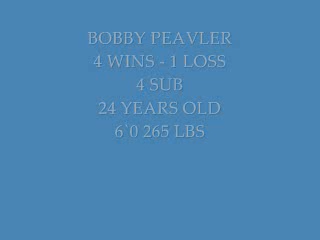 BOBBY PEAVLER
4 WINS - 1 LOSS
4 SUB
24 YEARS OLD
6`0 265 LBS